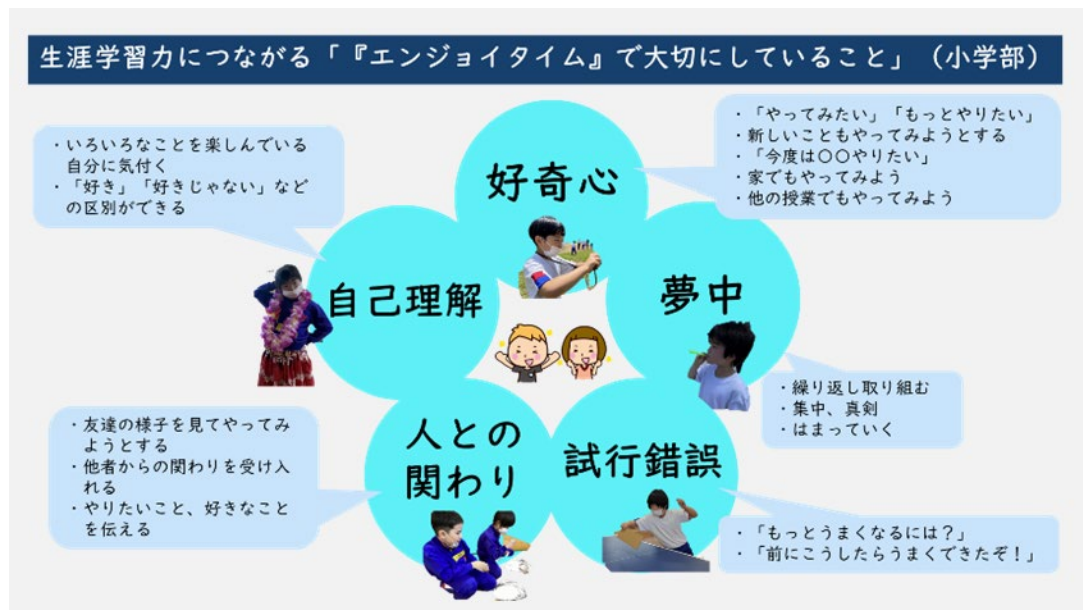 生涯学習力につながる「『エンジョイタイム』で大切にしていること」（小学部）
好奇心
・「やってみたい」「もっとやりたい」
・新しいこともやってみようとする
・「今度は〇〇やりたい」
・家でもやってみよう
・他の授業でもやってみよう
夢中
・繰り返し取り組む
・集中、真剣
・はまっていく
試行錯誤
・「もっとうまくなるには？」
・「前にこうしたらうまくできたぞ！」
人との
関わり
・友達の様子を見てやってみ
ようとする
・他者からの関わりを受け入
れる
・やりたいこと、好きなこと
を伝える
自己理解
・いろいろなことを楽しんでいる
自分に気付く
・「好き」「好きじゃない」など
の区別ができる